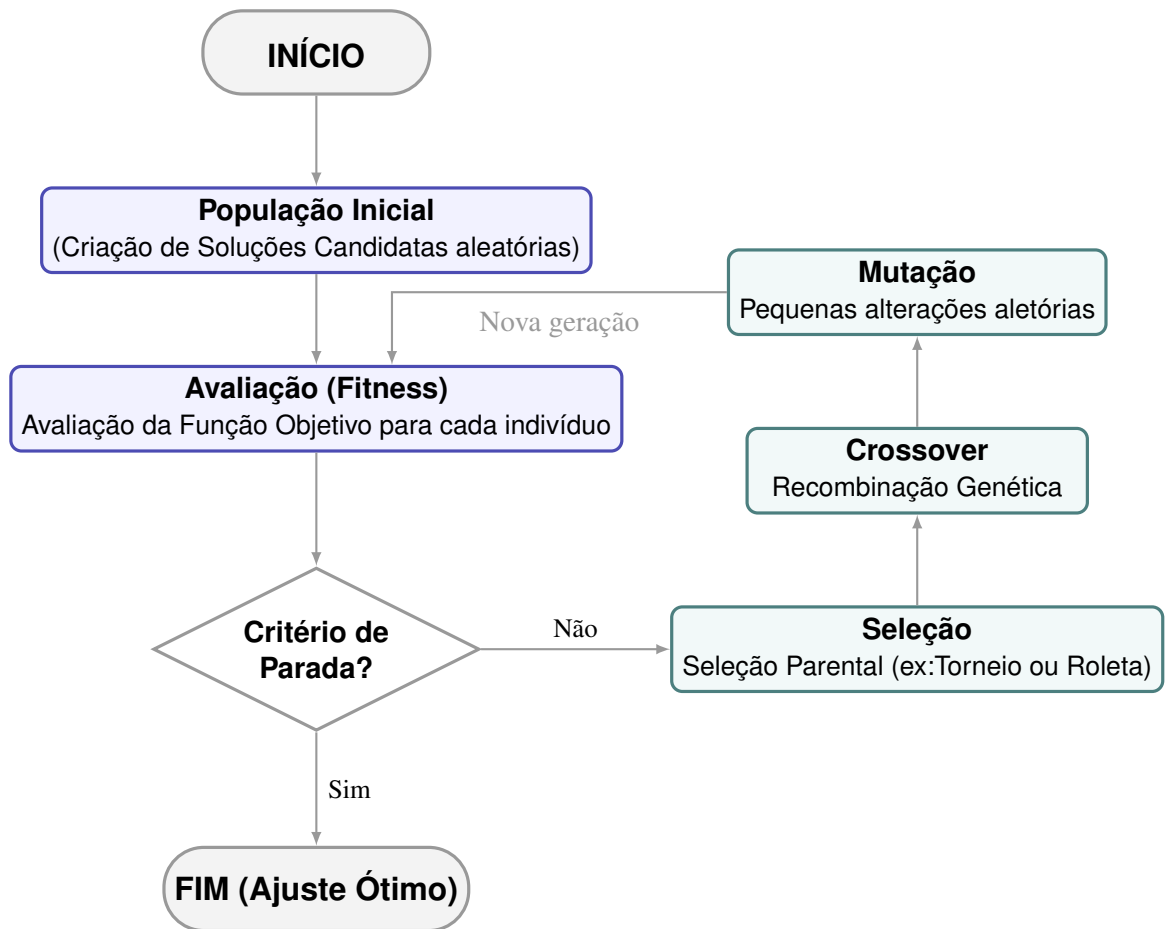 INÍCIO
População Inicial
(Criação de Soluções Candidatas aleatórias)
Avaliação (Fitness)
Avaliação da Função Objetivo para cada indivíduo
Critério de
Parada?
Sim
FIM (Ajuste Ótimo)
Não
Seleção
Seleção Parental (ex:Torneio ou Roleta)
Crossover
Recombinação Genética
Mutação
Pequenas alterações aletórias
Nova geração